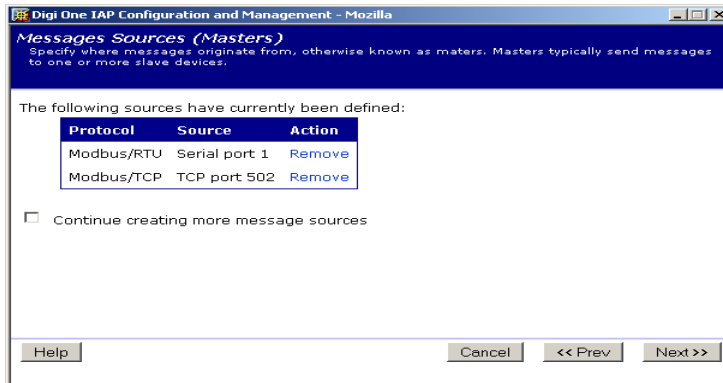 Digi One IAP Configuration and Management - Mozilla
Messages Sources (Masters)
Specify where messages originate from, otherwise known as maters. Masters typically send messages
to one or more slave devices.
The following sources have currently been defined:
Protocol Source Action
Modbus/RTU Serial port 1 Remove
Modbus/TCP TCP port 502 Remove
Continue creating more message sources
Help Cancel << Prev Next >>